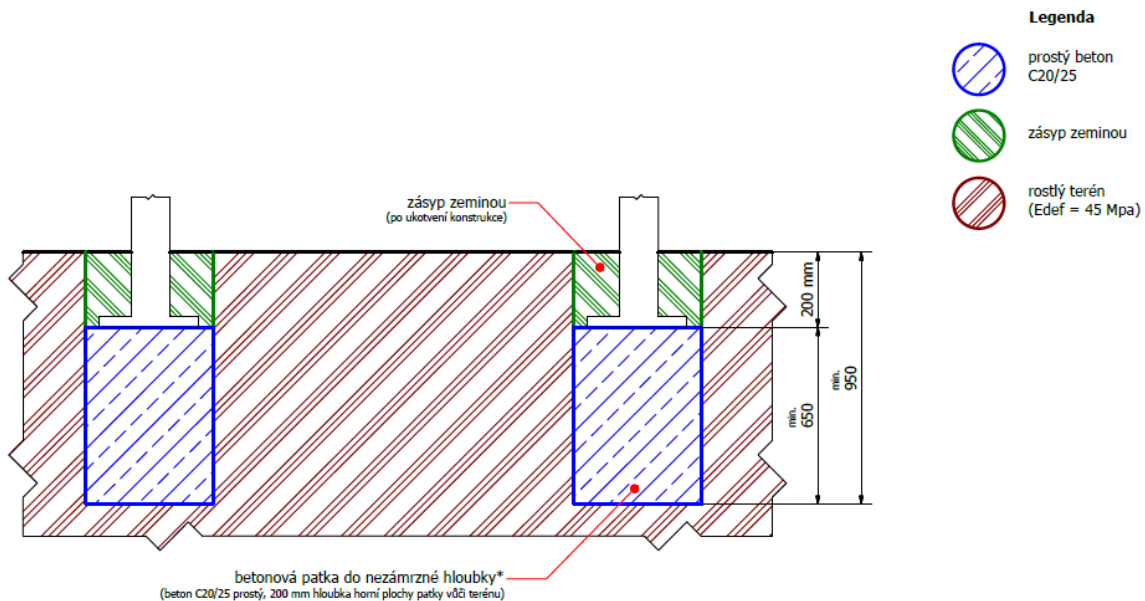 Legenda
prostý beton
C20/25
zásyp zeminou
rostlý terén
(Edef = 45 Mpa)
zásyp zeminou
(po ukotvení konstrukce)
200 mm
min.
650
min.
950
betonová patka do nezámrzné hloubky*
(beton C20/25 prostý, 200 mm hloubka horní plochy patky vůči terénu)